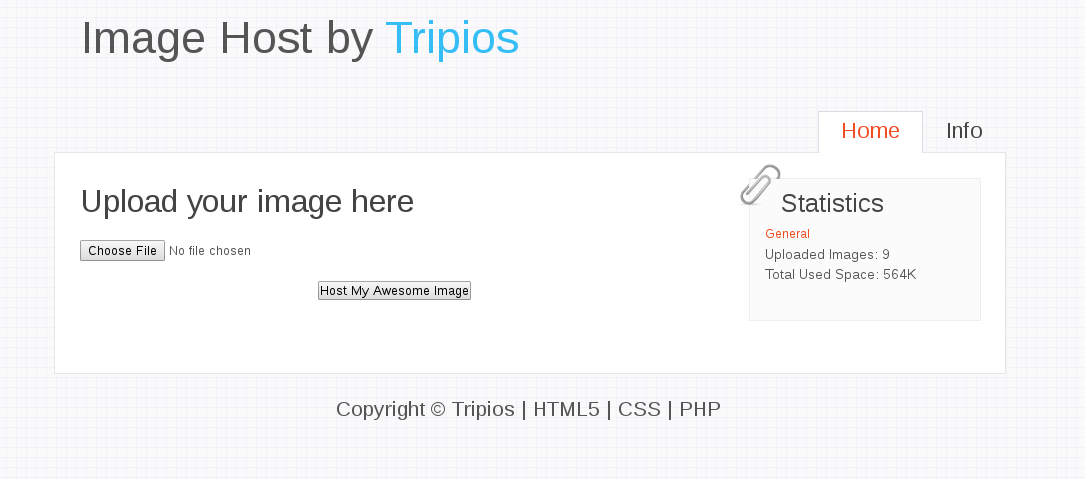 Image Host by Tripios
Home Info
Upload your image here
Choose File No file chosen
Host My Awesome Image
Statistics
General
Uploaded Images: 9
Total Used Space: 564K
Copyright © Tripios | HTML5 | CSS | PHP